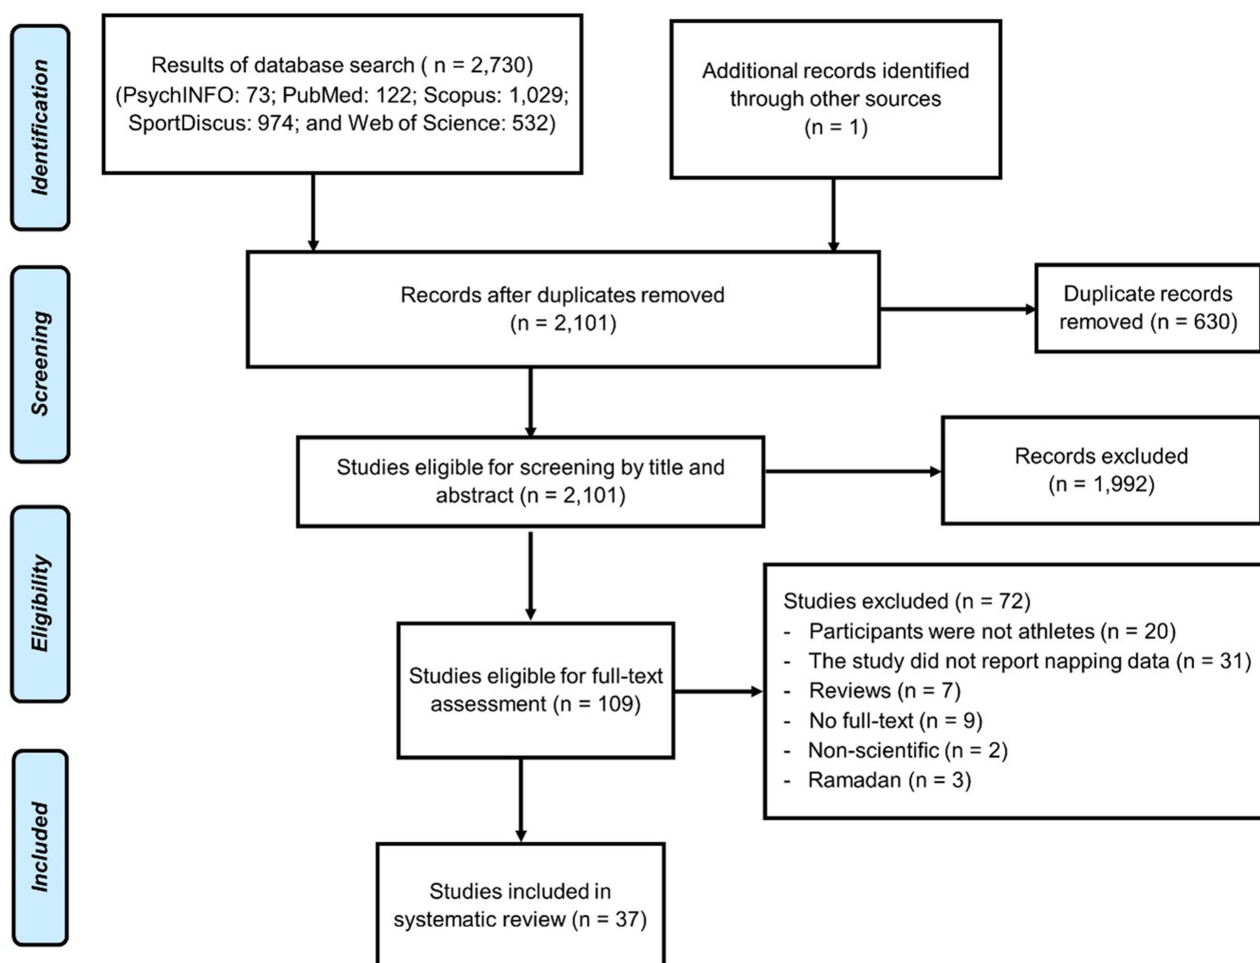 Identification
Results of database search ( n = 2,730)
(PsychINFO: 73; PubMed: 122; Scopus: 1,029;
SportDiscus: 974; and Web of Science: 532)
Additional records identified
through other sources
(n = 1)
Screening
Records after duplicates removed
(n = 2,101)
Duplicate records
removed (n = 630)
Studies eligible for screening by title and
abstract (n = 2,101)
Records excluded
(n = 1,992)
Eligibility
Studies eligible for full-text
assessment (n = 109)
Studies excluded (n = 72)
- Participants were not athletes (n = 20)
- The study did not report napping data (n = 31)
- Reviews (n = 7)
- No full-text (n = 9)
- Non-scientific (n = 2)
- Ramadan (n = 3)
Included
Studies included in
systematic review (n = 37)